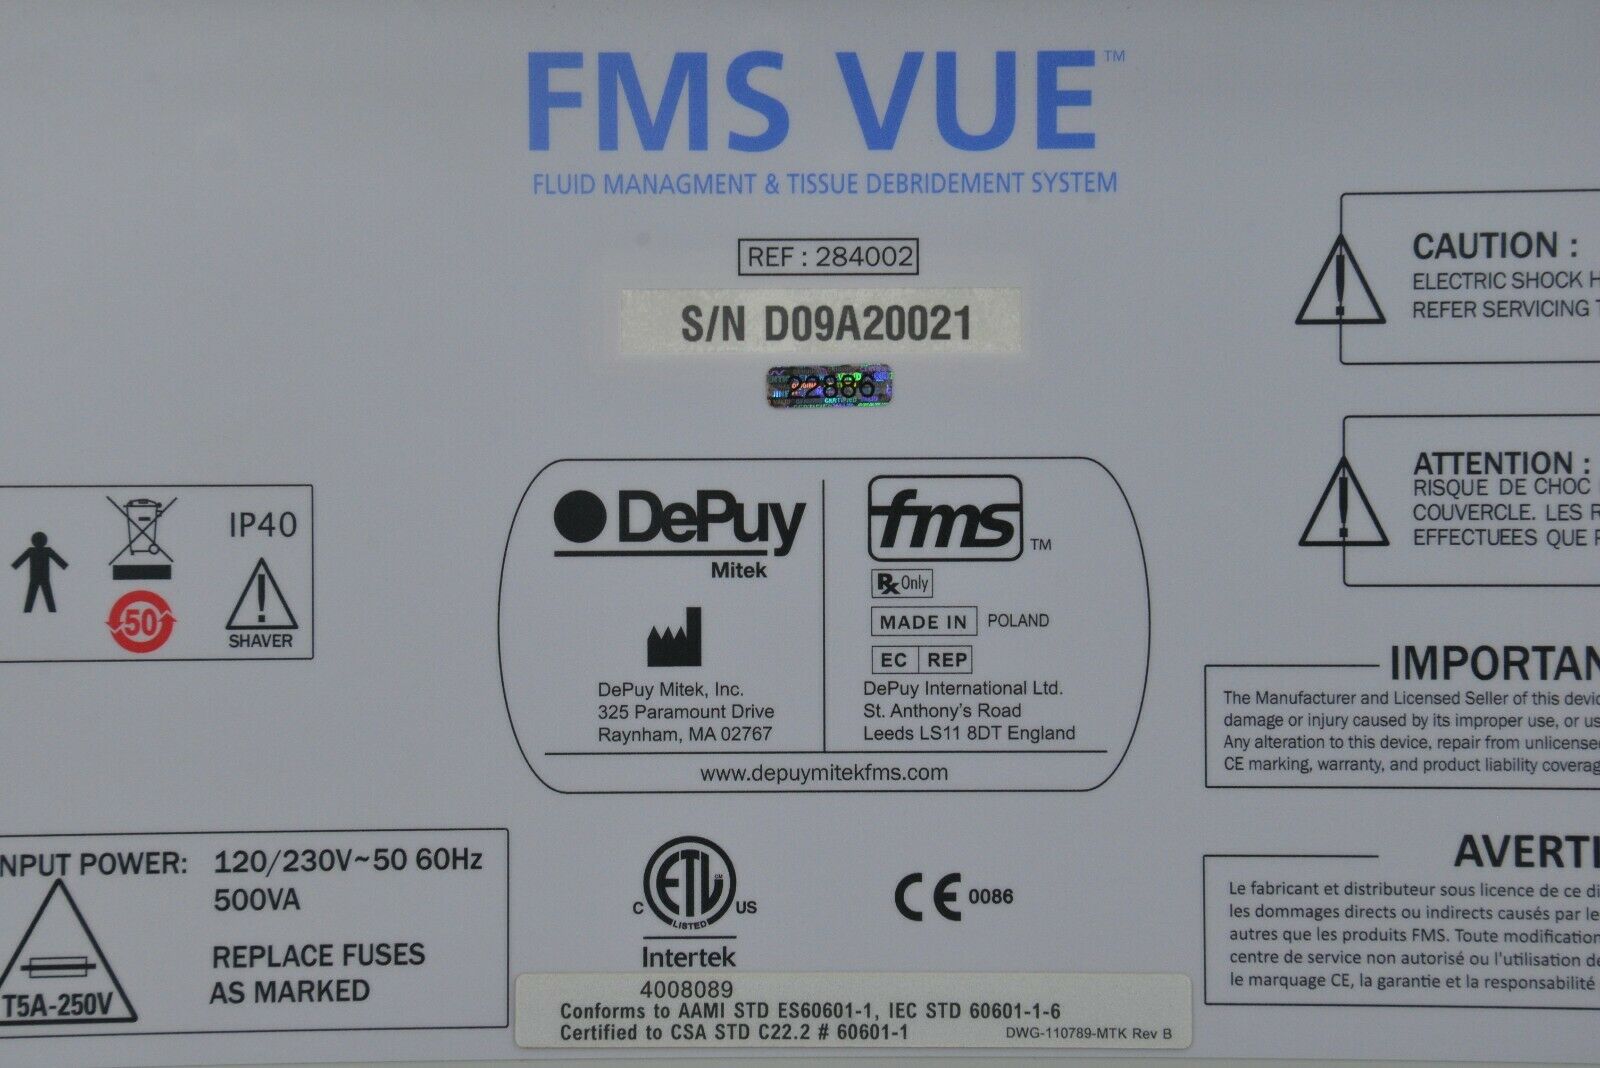 FMS VUE™
FLUID MANAGMENT & TISSUE DEBRIDEMENT SYSTEM
REF : 284002
S/N D09A20021
22886
CAUTION :
ELECTRIC SHOCK
REFER SERVICING
ATTENTION :
RISQUE DE CHOC
COUVERCLE. LES
EFFECTUEES QUE
IP40
50
SHAVER
DePuy
Mitek
DePuy Mitek, Inc.
325 Paramount Drive
Raynham, MA 02767
fms™
Rx Only
MADE IN POLAND
EC REP
DePuy International Ltd.
St. Anthony's Road
Leeds LS11 8DT England
www.depuymitekfms.com
IMPORTAN
The Manufacturer and Licensed Seller of this devic
damage or injury caused by its improper use, or us
Any alteration to this device, repair from unlicense
CE marking, warranty, and product liability coverag
NPUT POWER: 120/230V~50 60Hz
500VA
REPLACE FUSES
AS MARKED
T5A-250V
ETL CM
C US
LISTED
Intertek
4008089
CE 0086
Conforms to AAMI STD ES60601-1, IEC STD 60601-1-6
Certified to CSA STD C22.2 # 60601-1
DWG-110789-MTK Rev B
AVERTI
Le fabricant et distributeur sous licence de ce di
les dommages directs ou indirects causés par le
autres que les produits FMS. Toute modification
centre de service non autorisé ou l'utilisation de
le marquage CE, la garantie et la responsabilité